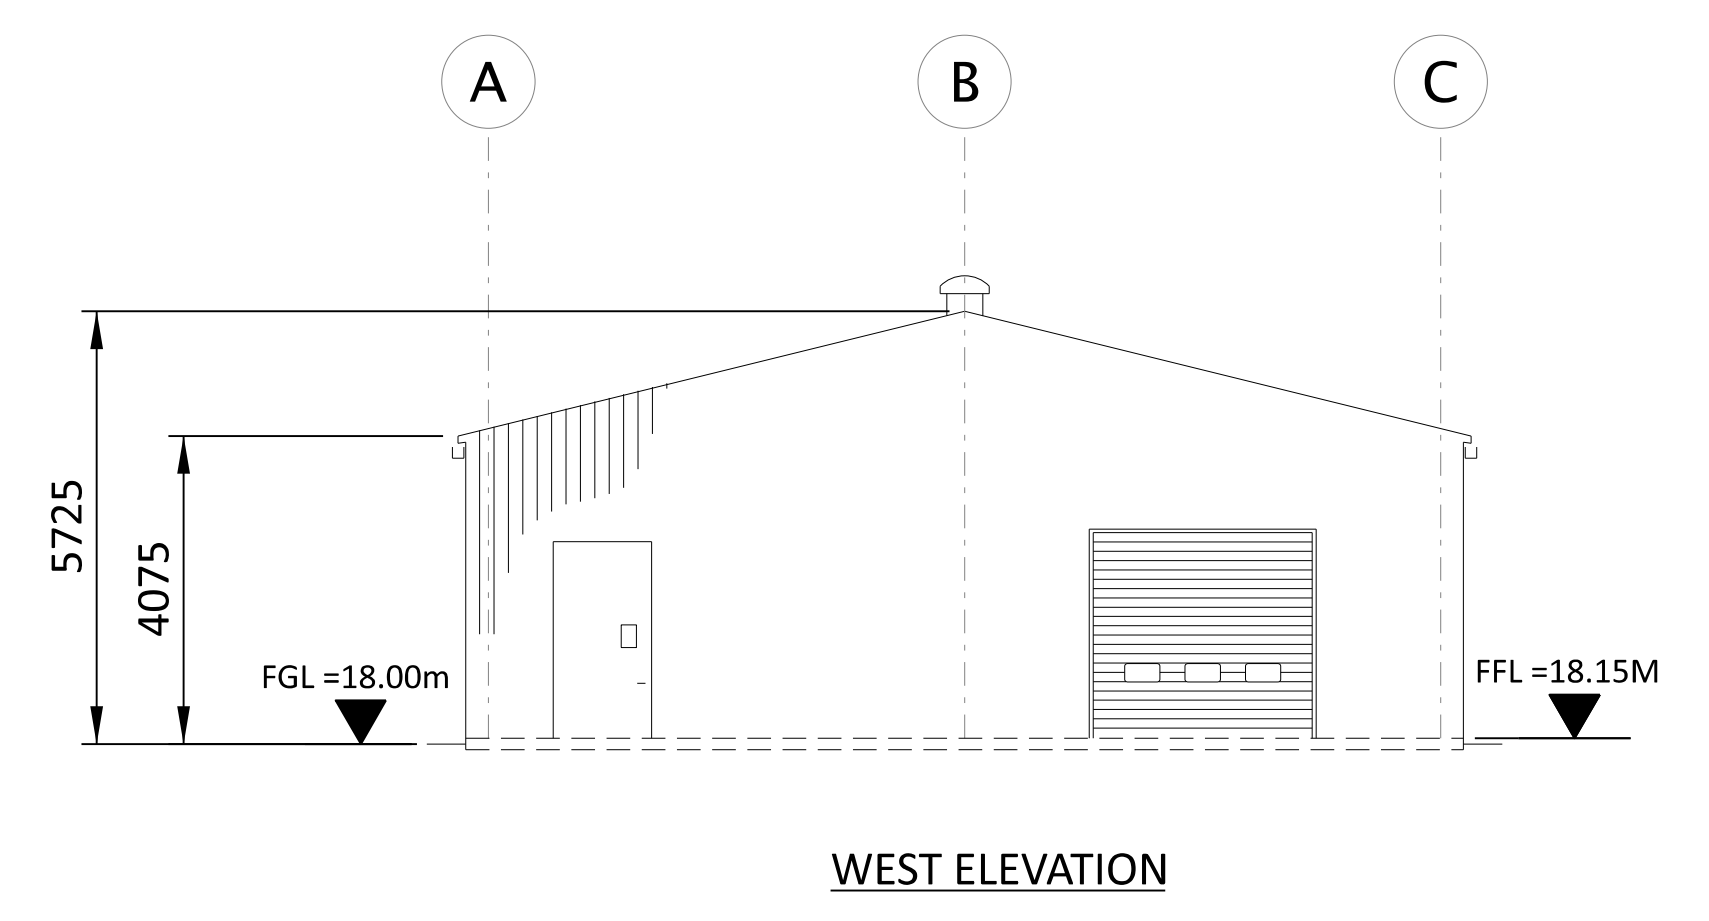 A
B
C
5725
4075
FGL =18.00m
FFL =18.15M
WEST ELEVATION